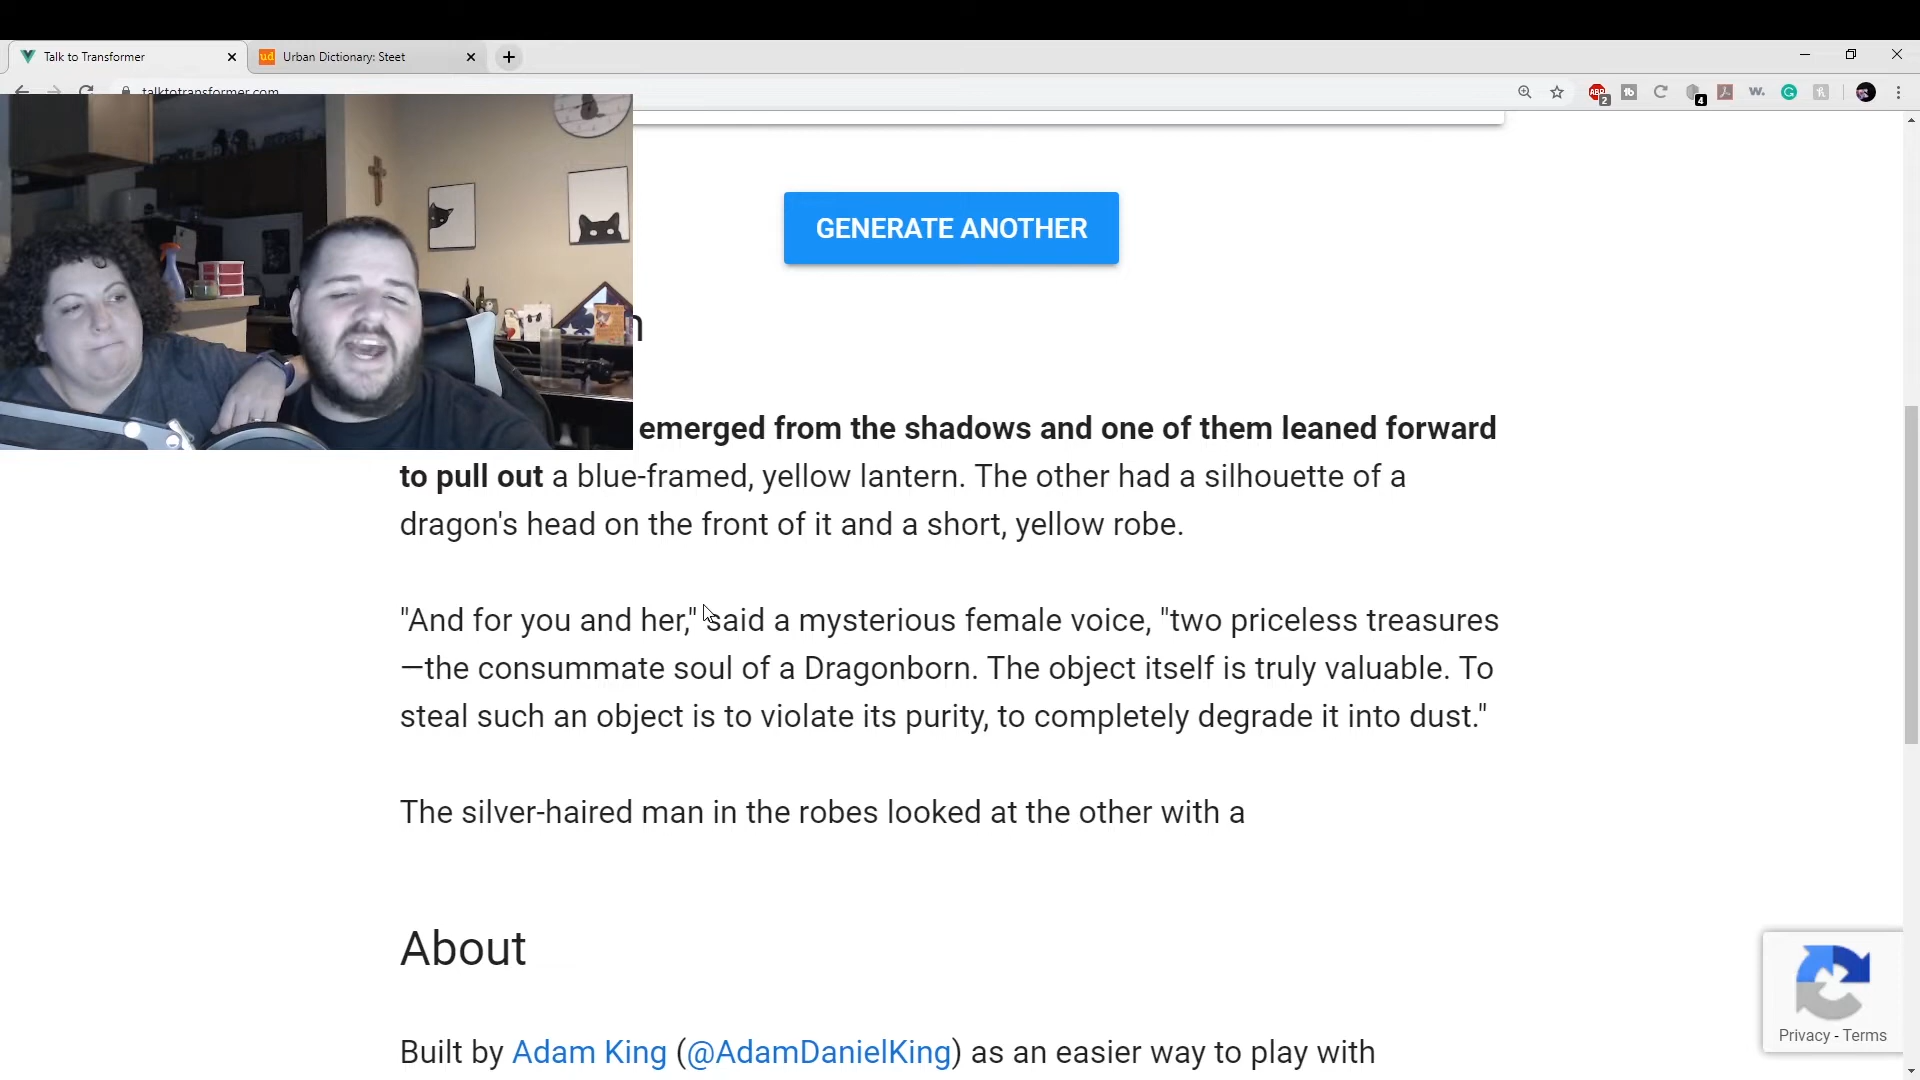 Talk to Transformer
Urban Dictionary: Steet
talktotransformer.com
GENERATE ANOTHER
emerged from the shadows and one of them leaned forward
to pull out a blue-framed, yellow lantern. The other had a silhouette of a
dragon's head on the front of it and a short, yellow robe.
"And for you and her," said a mysterious female voice, "two priceless treasures
—the consummate soul of a Dragonborn. The object itself is truly valuable. To
steal such an object is to violate its purity, to completely degrade it into dust."
The silver-haired man in the robes looked at the other with a
About
Built by Adam King (@AdamDanielKing) as an easier way to play with
Privacy - Terms